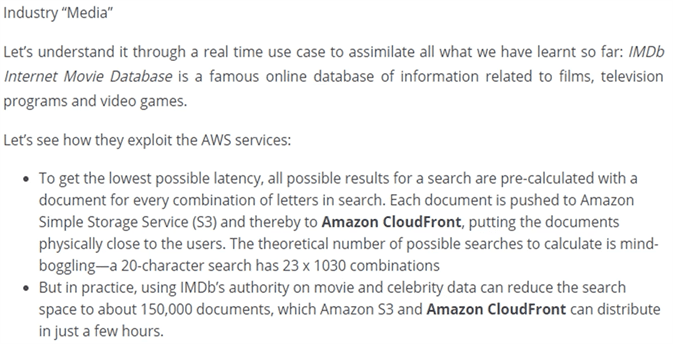 Industry “Media”
Let’s understand it through a real time use case to assimilate all what we have learnt so far: IMDb
Internet Movie Database is a famous online database of information related to films, television
programs and video games.
Let’s see how they exploit the AWS services:
• To get the lowest possible latency, all possible results for a search are pre-calculated with a
document for every combination of letters in search. Each document is pushed to Amazon
Simple Storage Service (S3) and thereby to Amazon CloudFront, putting the documents
physically close to the users. The theoretical number of possible searches to calculate is mind-
boggling—a 20-character search has 23 x 1030 combinations
• But in practice, using IMDb’s authority on movie and celebrity data can reduce the search
space to about 150,000 documents, which Amazon S3 and Amazon CloudFront can distribute
in just a few hours.